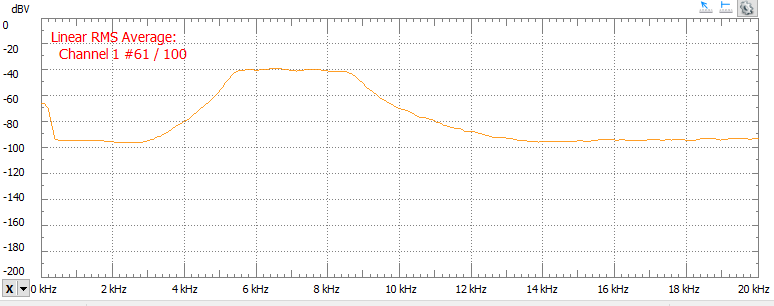 dBV
0
Linear RMS Average:
-20
Channel 1 #61 / 100
-40
-60
-80
-100
-120
-140
-160
-180
-200
X 0 kHz 2 kHz 4 kHz 6 kHz 8 kHz 10 kHz 12 kHz 14 kHz 16 kHz 18 kHz 20 kHz